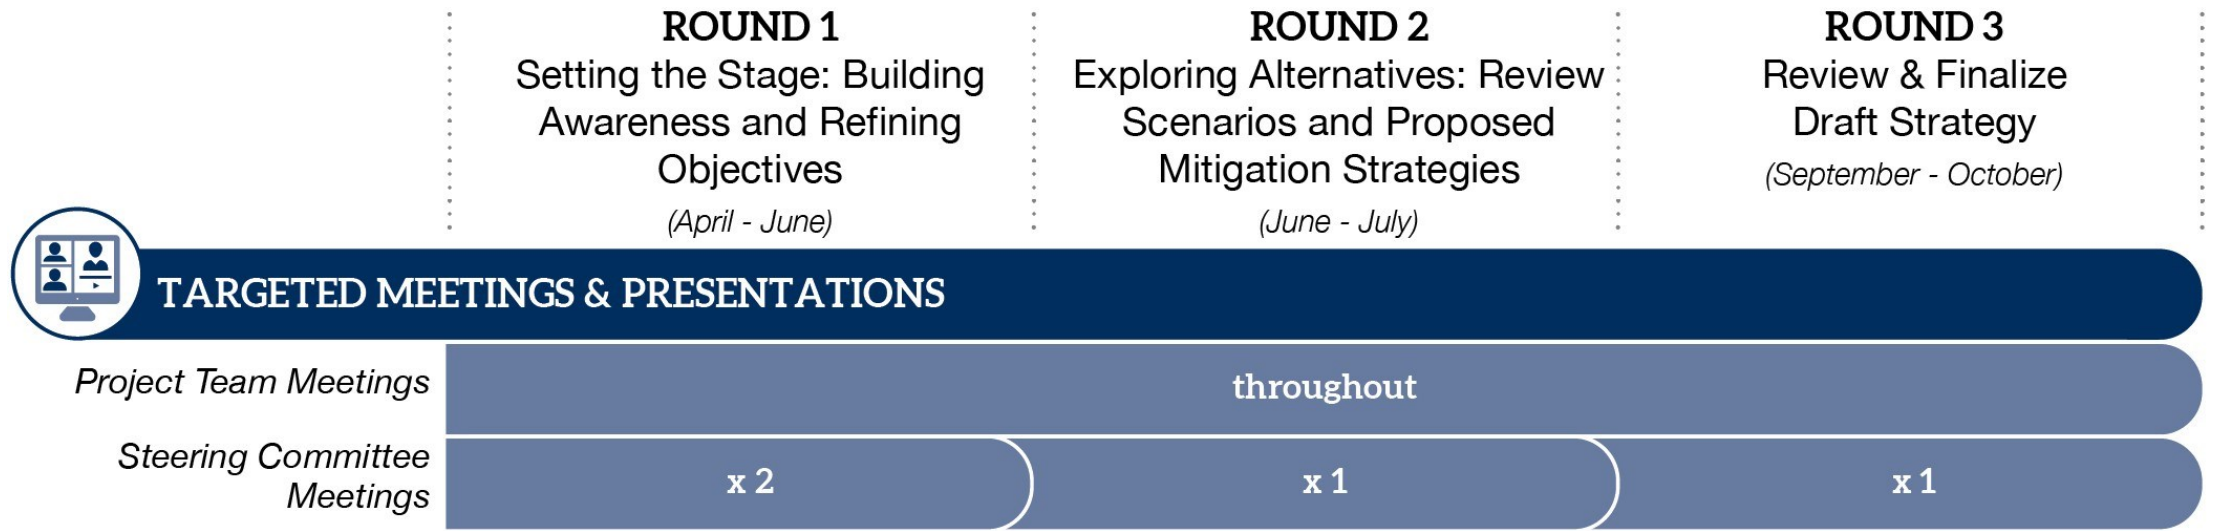 ROUND 1
Setting the Stage: Building
Awareness and Refining
Objectives
(April - June)
ROUND 2
Exploring Alternatives: Review
Scenarios and Proposed
Mitigation Strategies
(June - July)
ROUND 3
Review & Finalize
Draft Strategy
(September - October)
TARGETED MEETINGS & PRESENTATIONS
Project Team Meetings
throughout
Steering Committee
Meetings
x 2
x 1
x 1